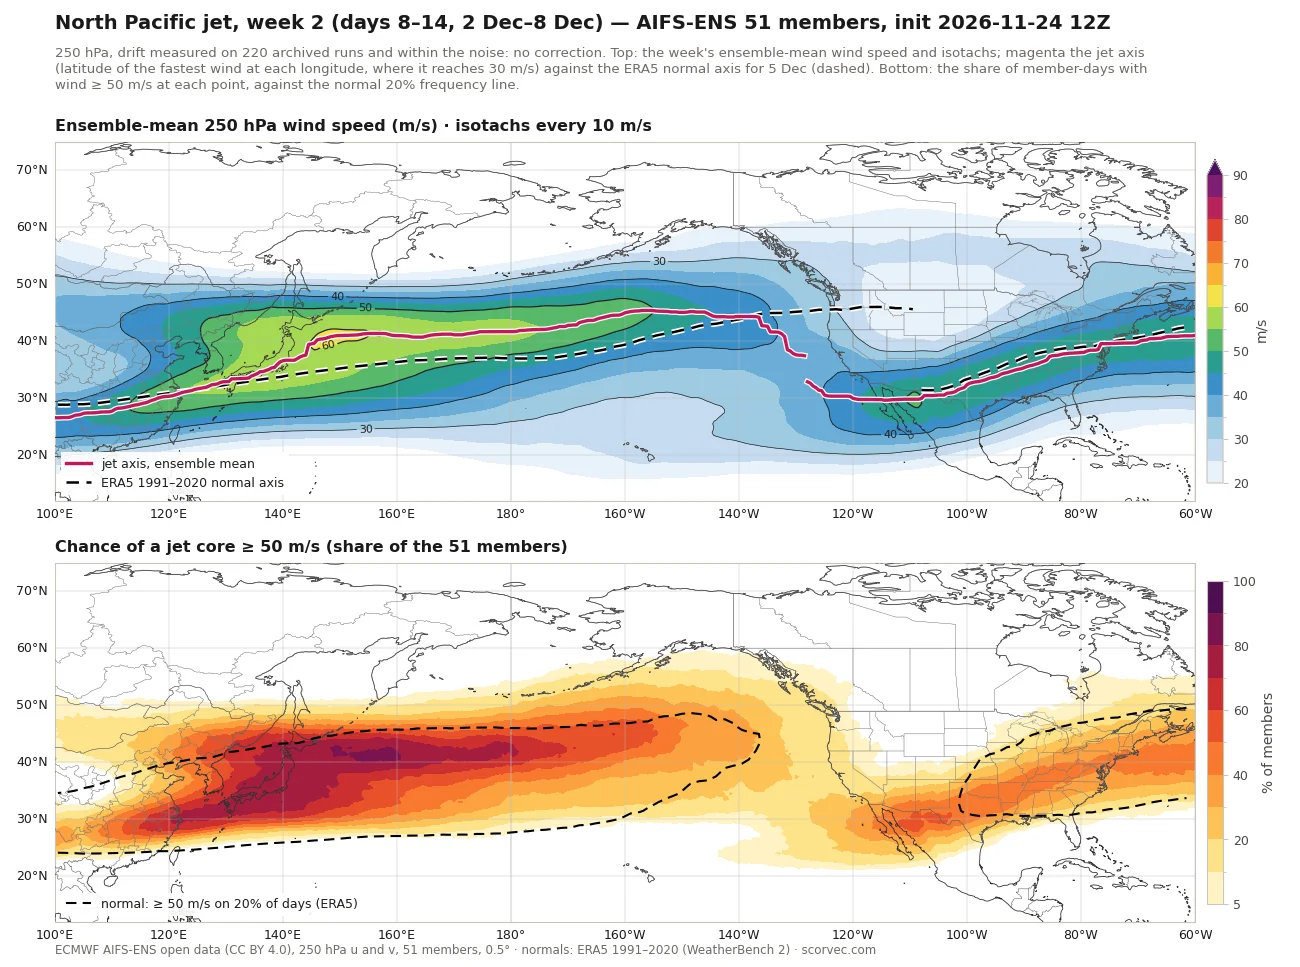 North Pacific jet, week 2 (days 8–14, 2 Dec–8 Dec) — AIFS-ENS 51 members, init 2026-11-24 12Z
250 hPa, drift measured on 220 archived runs and within the noise: no correction. Top: the week's ensemble-mean wind speed and isotachs; magenta the jet axis
(latitude of the fastest wind at each longitude, where it reaches 30 m/s) against the ERA5 normal axis for 5 Dec (dashed). Bottom: the share of member-days with
wind ≥ 50 m/s at each point, against the normal 20% frequency line.
Ensemble-mean 250 hPa wind speed (m/s) · isotachs every 10 m/s
70°N
60°N
50°N
40°N
30°N
20°N
30
40
50
60
30
40
jet axis, ensemble mean
ERA5 1991–2020 normal axis
100°E 120°E 140°E 160°E 180° 160°W 140°W 120°W 100°W 80°W 60°W
90
80
70
60
50
40
30
20
m/s
Chance of a jet core ≥ 50 m/s (share of the 51 members)
70°N
60°N
50°N
40°N
30°N
20°N
normal: ≥ 50 m/s on 20% of days (ERA5)
100°E 120°E 140°E 160°E 180° 160°W 140°W 120°W 100°W 80°W 60°W
100
80
60
40
20
5
% of members
ECMWF AIFS-ENS open data (CC BY 4.0), 250 hPa u and v, 51 members, 0.5° · normals: ERA5 1991–2020 (WeatherBench 2) · scorvec.com